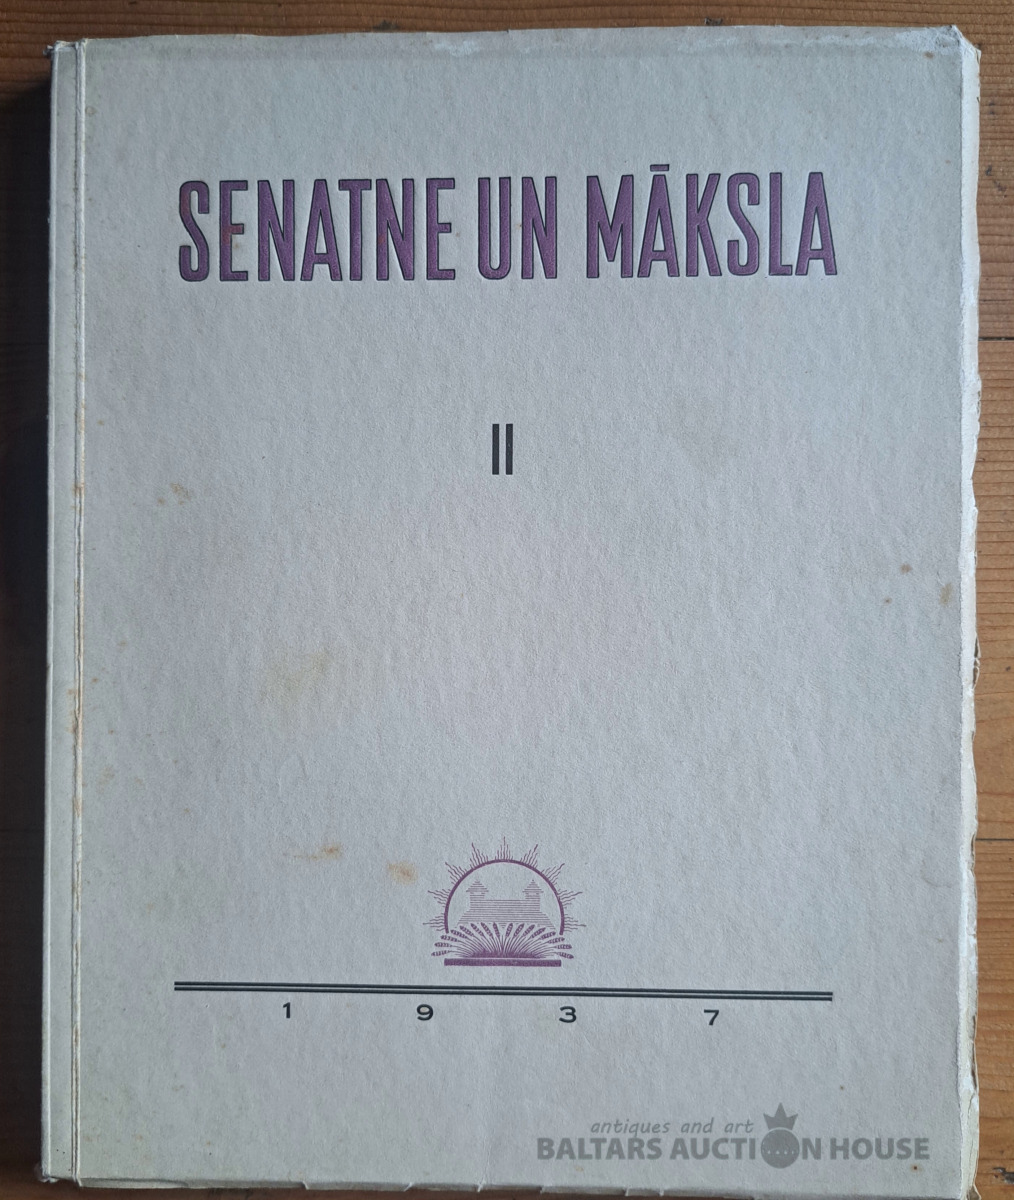 SENATNE UN MĀKSLA
II
1 9 3 7
antiques and art
BALTARS AUCTION HOUSE